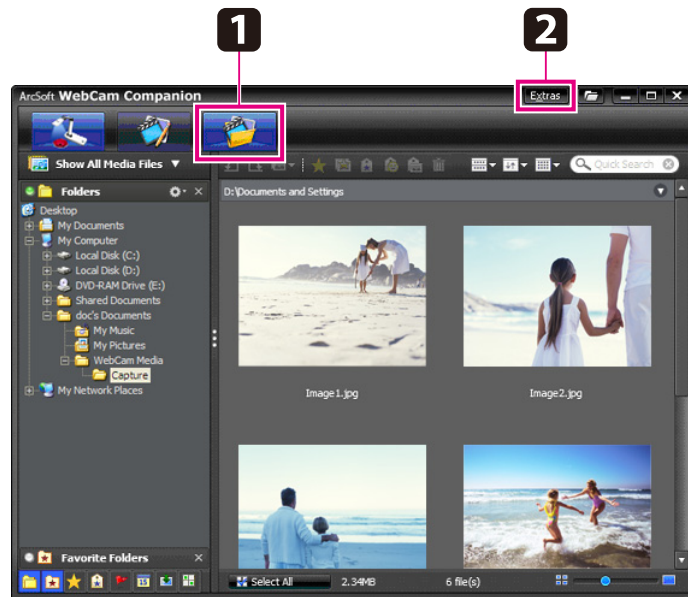 1
2
ArcSoft WebCam Companion
Extras
Show All Media Files
Quick Search
Folders
D:\Documents and Settings
Desktop
My Documents
My Computer
Local Disk (C:)
Local Disk (D:)
DVD-RAM Drive (E:)
Shared Documents
doc's Documents
My Music
My Pictures
WebCam Media
Capture
My Network Places
Image1.jpg
Image2.jpg
Favorite Folders
Select All
2.34MB
6 file(s)